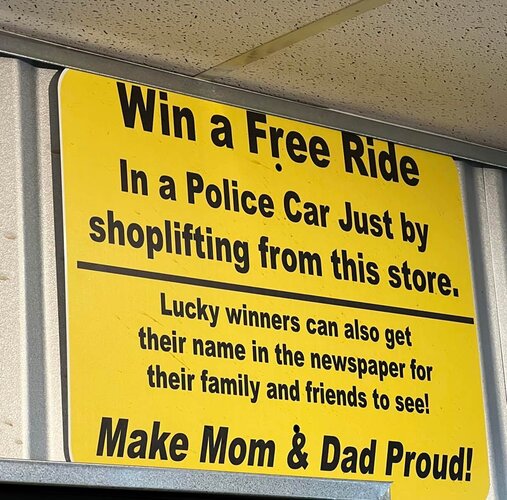 Win a Free Ride
In a Police Car Just by
shoplifting from this store.
Lucky winners can also get
their name in the newspaper for
their family and friends to see!
Make Mom & Dad Proud!